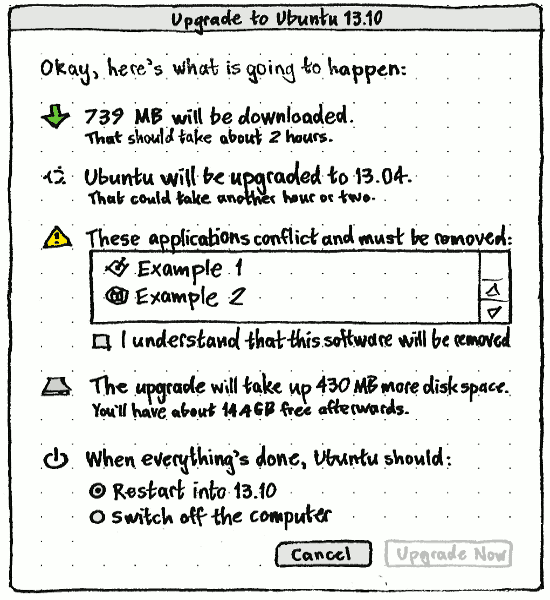 Upgrade to Ubuntu 13.10
Okay, here's what is going to happen:
739 MB will be downloaded.
That should take about 2 hours.
Ubuntu will be upgraded to 13.04.
That could take another hour or two.
These applications conflict and must be removed:
Example 1
Example 2
I understand that this software will be removed
The upgrade will take up 430 MB more disk space.
You'll have about 14.4 GB free afterwards.
When everything's done, Ubuntu should:
Restart into 13.10
Switch off the computer
Cancel
Upgrade Now